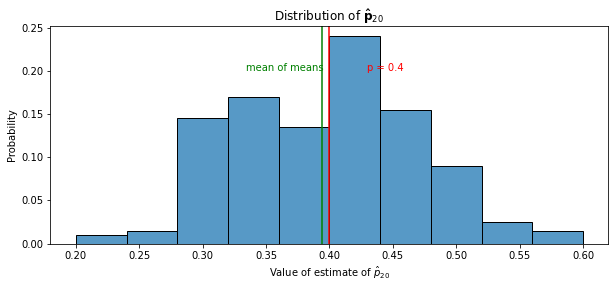 Distribution of p̂₂₀
0.25
0.20
0.15
0.10
0.05
0.00
Probability
mean of means
p = 0.4
0.20 0.25 0.30 0.35 0.40 0.45 0.50 0.55 0.60
Value of estimate of p̂₂₀